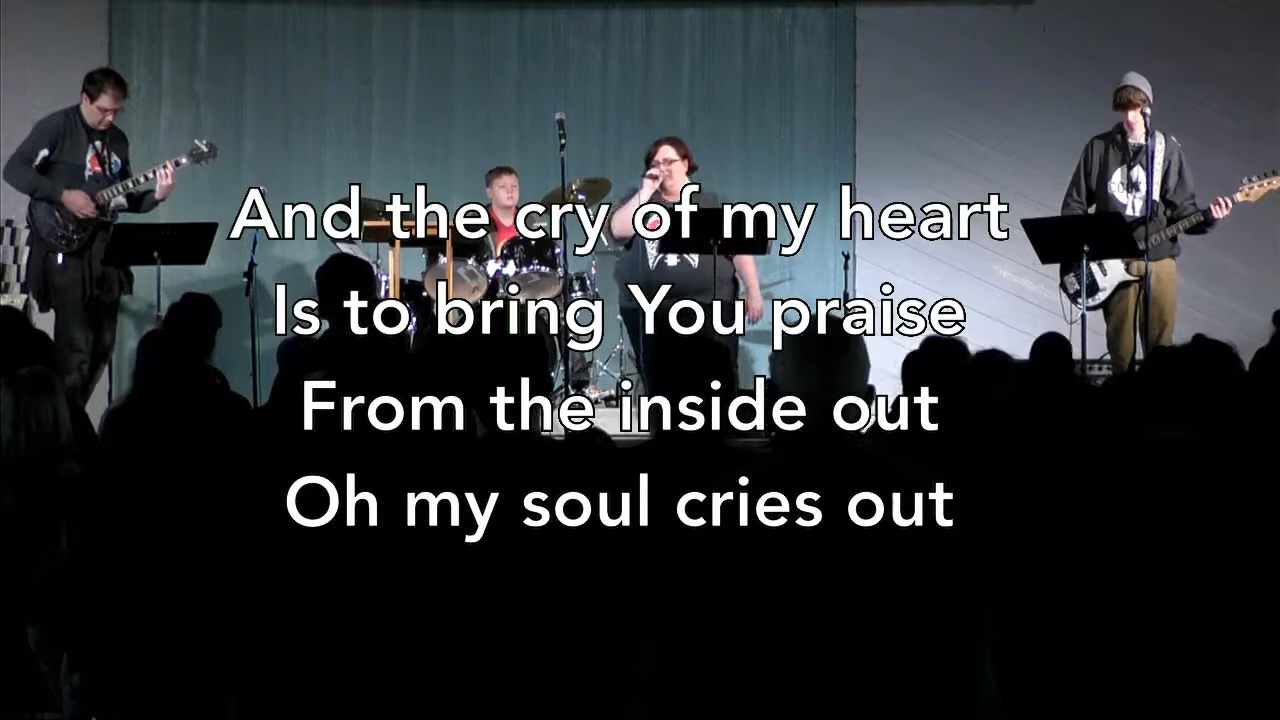 And the cry of my heart
Is to bring You praise
From the inside out
Oh my soul cries out